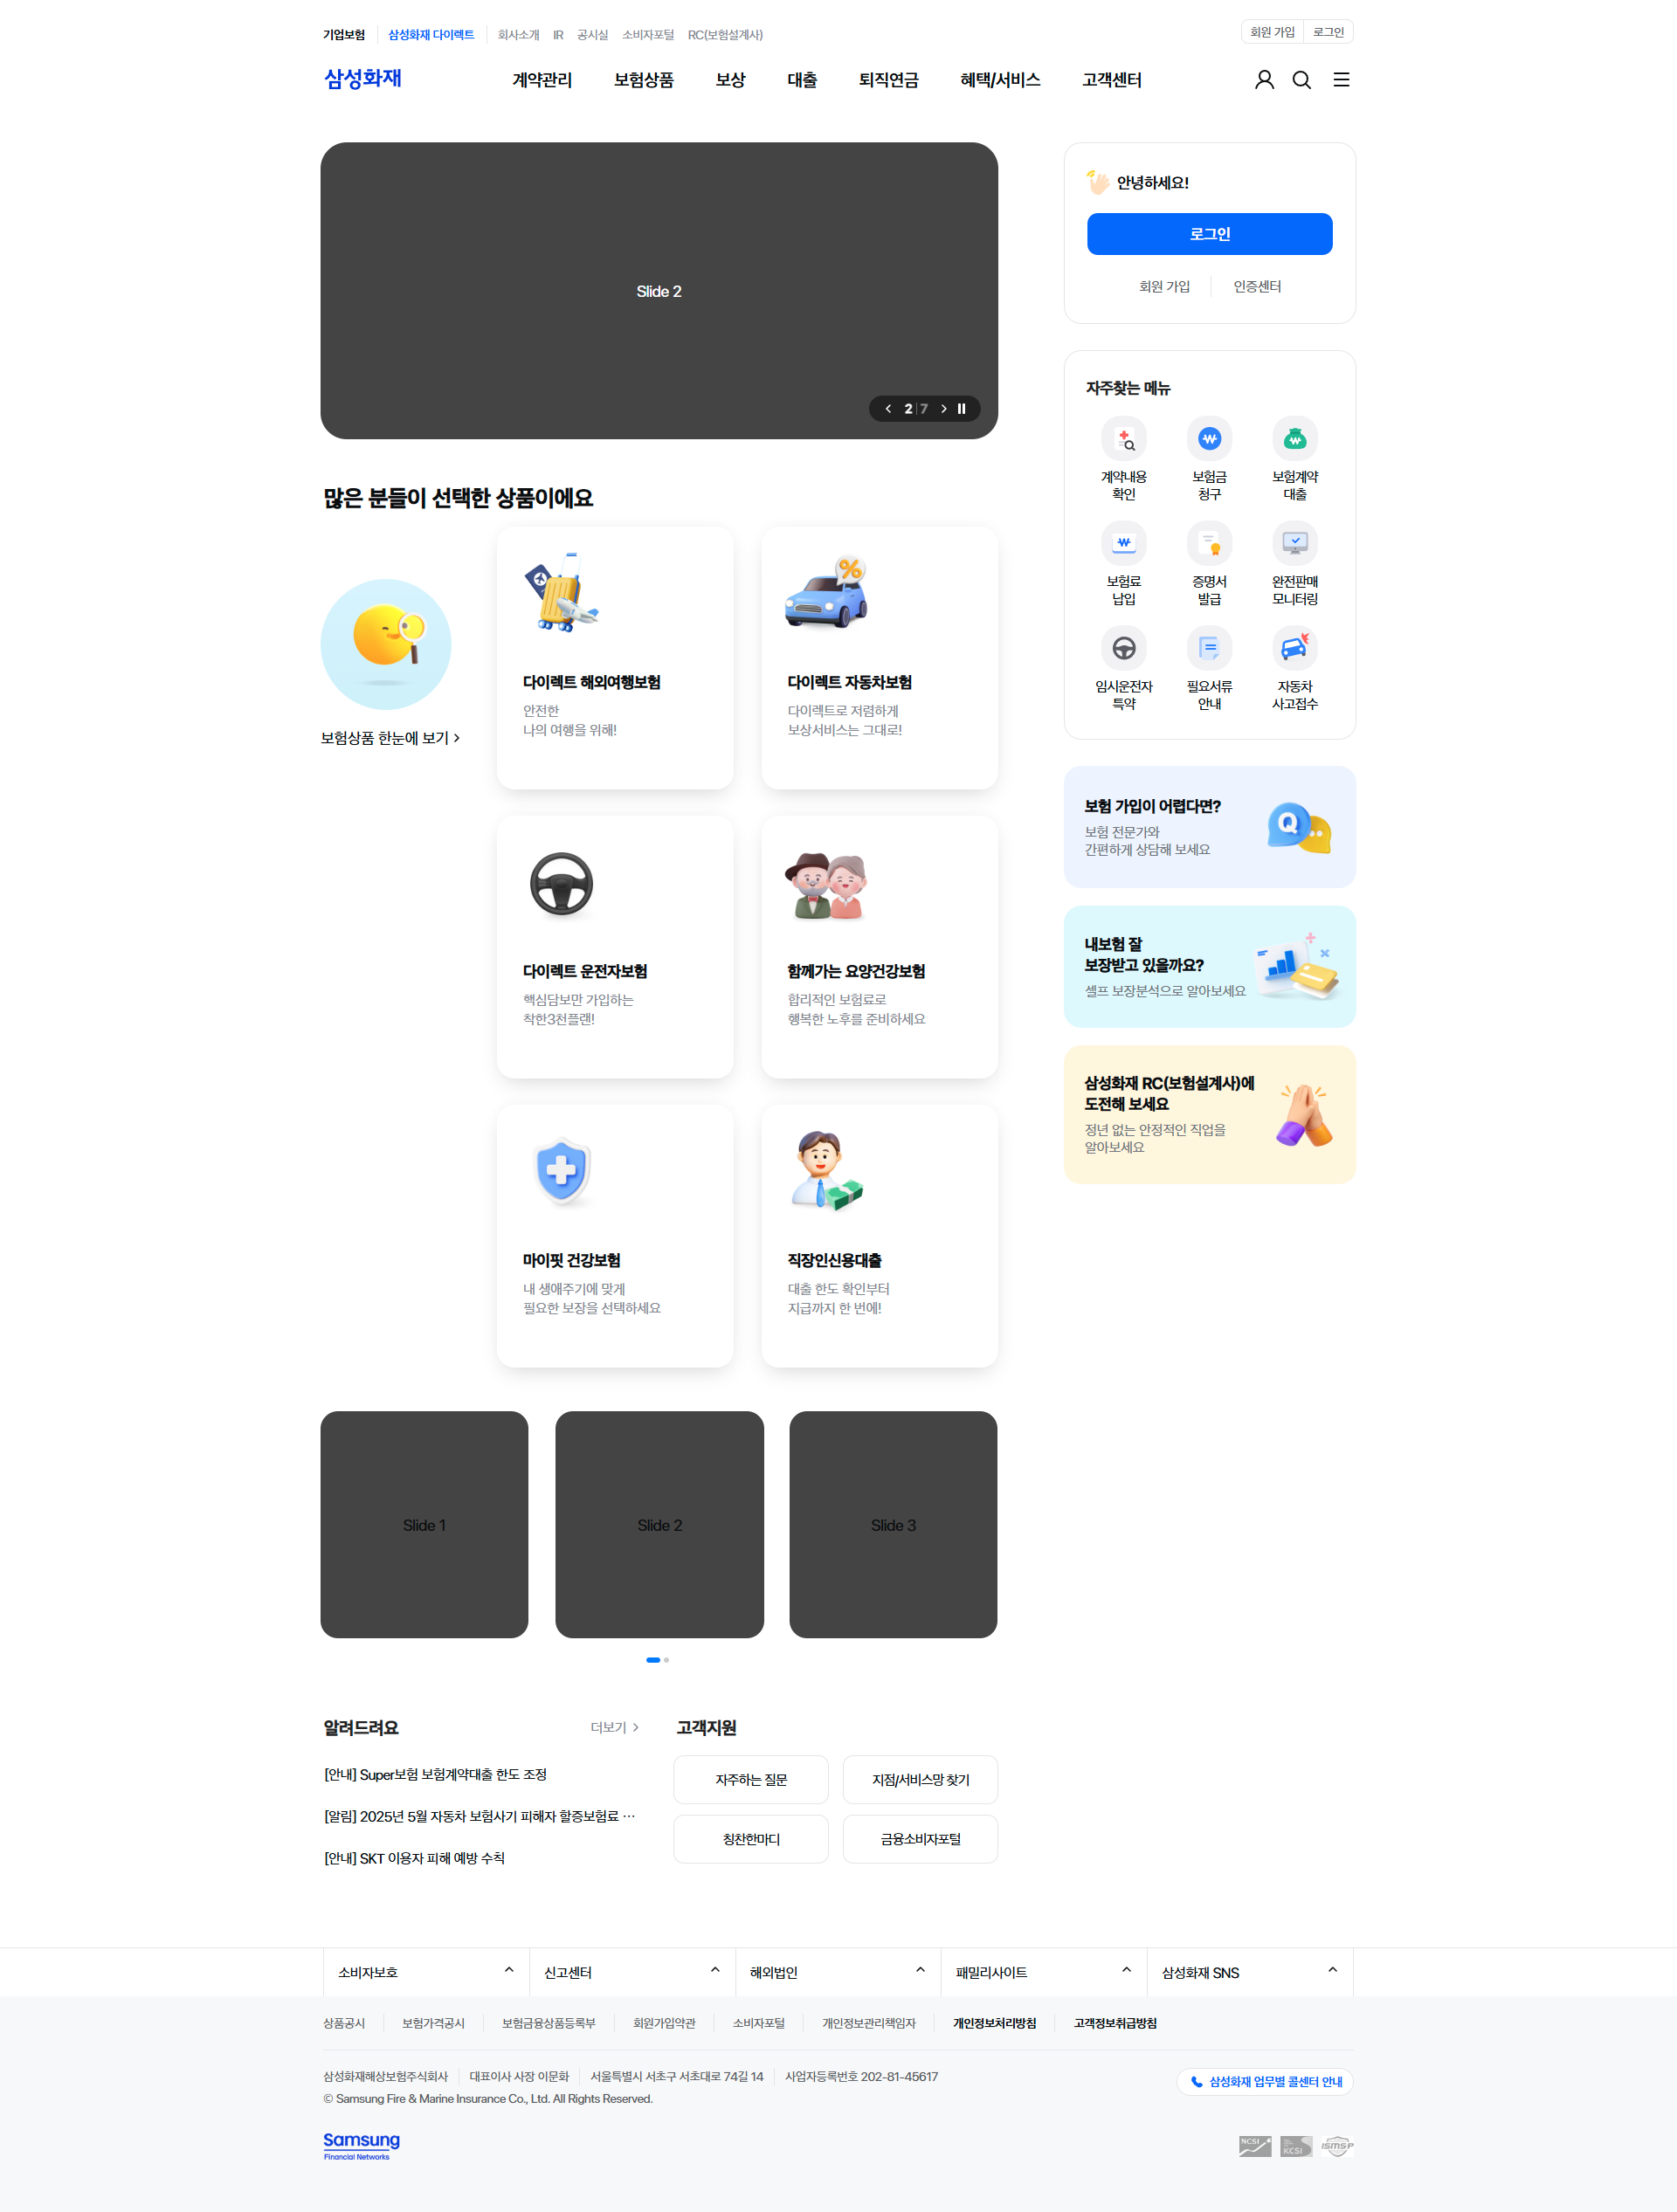 기업보험 삼성화재 다이렉트 회사소개 IR 공시실 소비자포털 RC(보험설계사) 회원 가입 로그인
삼성화재 계약관리 보험상품 보상 대출 퇴직연금 혜택/서비스 고객센터
Slide 2
2 7
안녕하세요!
로그인
회원 가입 인증센터
자주찾는 메뉴
계약내용
확인
보험금
청구
보험계약
대출
보험료
납입
증명서
발급
완전판매
모니터링
임시운전자
특약
필요서류
안내
자동차
사고접수
많은 분들이 선택한 상품이에요
보험상품 한눈에 보기
다이렉트 해외여행보험
안전한
나의 여행을 위해!
%
다이렉트 자동차보험
다이렉트로 저렴하게
보상서비스는 그대로!
다이렉트 운전자보험
핵심담보만 가입하는
착한3천플랜!
함께가는 요양건강보험
합리적인 보험료로
행복한 노후를 준비하세요
마이핏 건강보험
내 생애주기에 맞게
필요한 보장을 선택하세요
직장인신용대출
대출 한도 확인부터
지급까지 한 번에!
보험 가입이 어렵다면?
보험 전문가와
간편하게 상담해 보세요
Q
내보험 잘
보장받고 있을까요?
셀프 보장분석으로 알아보세요
삼성화재 RC(보험설계사)에
도전해 보세요
정년 없는 안정적인 직업을
알아보세요
Slide 1
Slide 2
Slide 3
알려드려요 더보기
[안내] Super보험 보험계약대출 한도 조정
[알림] 2025년 5월 자동차 보험사기 피해자 할증보험료 …
[안내] SKT 이용자 피해 예방 수칙
고객지원
자주하는 질문 지점/서비스망 찾기
칭찬한마디 금융소비자포털
소비자보호 신고센터 해외법인 패밀리사이트 삼성화재 SNS
상품공시 보험가격공시 보험금융상품등록부 회원가입약관 소비자포털 개인정보관리책임자 개인정보처리방침 고객정보취급방침
삼성화재해상보험주식회사 대표이사 사장 이문화 서울특별시 서초구 서초대로 74길 14 사업자등록번호 202-81-45617
© Samsung Fire & Marine Insurance Co., Ltd. All Rights Reserved.
삼성화재 업무별 콜센터 안내
Samsung
Financial Networks
NCSI KCSI ISMS-P